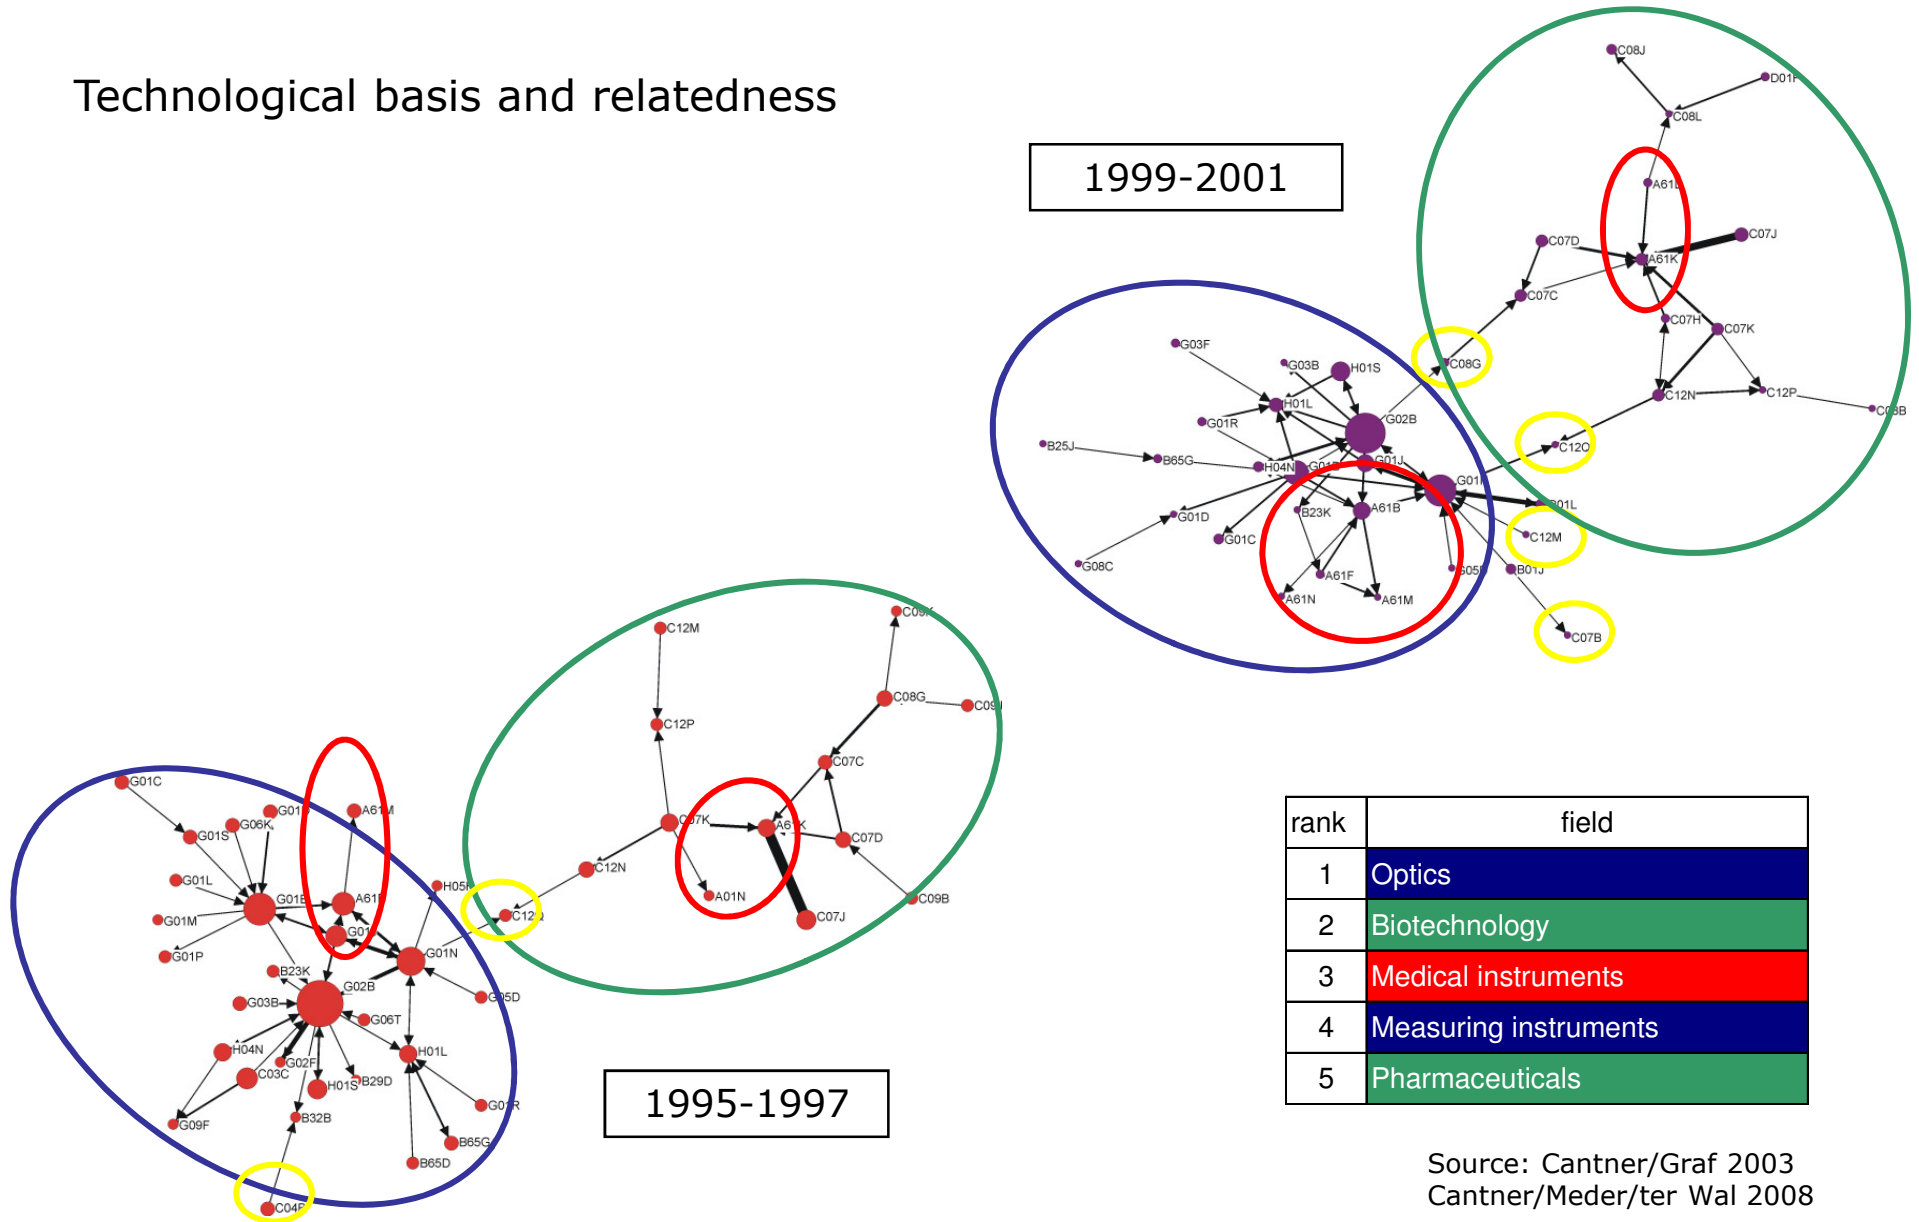 Technological basis and relatedness
1999-2001
C08J
C08L
C07D
C07J
A61K
C07C
C07H
C07K
C12N
C12P
C08G
G03F
G03B
H01S
H01L
G02B
G01R
B25J
B65G
H04N
G01J
A61B
B23K
G01D
G01C
G08C
A61F
A61N
A61M
C12M
B01J
C07B
1995-1997
C12M
C08G
C12P
C07C
C07K
A61K
C07D
C12N
A01N
C07J
C09B
C12Q
G01C
G01S
G06K
A61M
G01L
G01M
G01P
G01N
B23K
G02B
G03B
G05D
G06T
H04N
G02F
H01L
C03C
H01S
B29D
G09F
B32B
G01R
B65G
B65D
rank field
1 Optics
2 Biotechnology
3 Medical instruments
4 Measuring instruments
5 Pharmaceuticals
Source: Cantner/Graf 2003
Cantner/Meder/ter Wal 2008